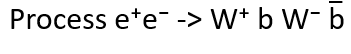 Process e⁺e⁻ -> W⁺ b W⁻ b̅